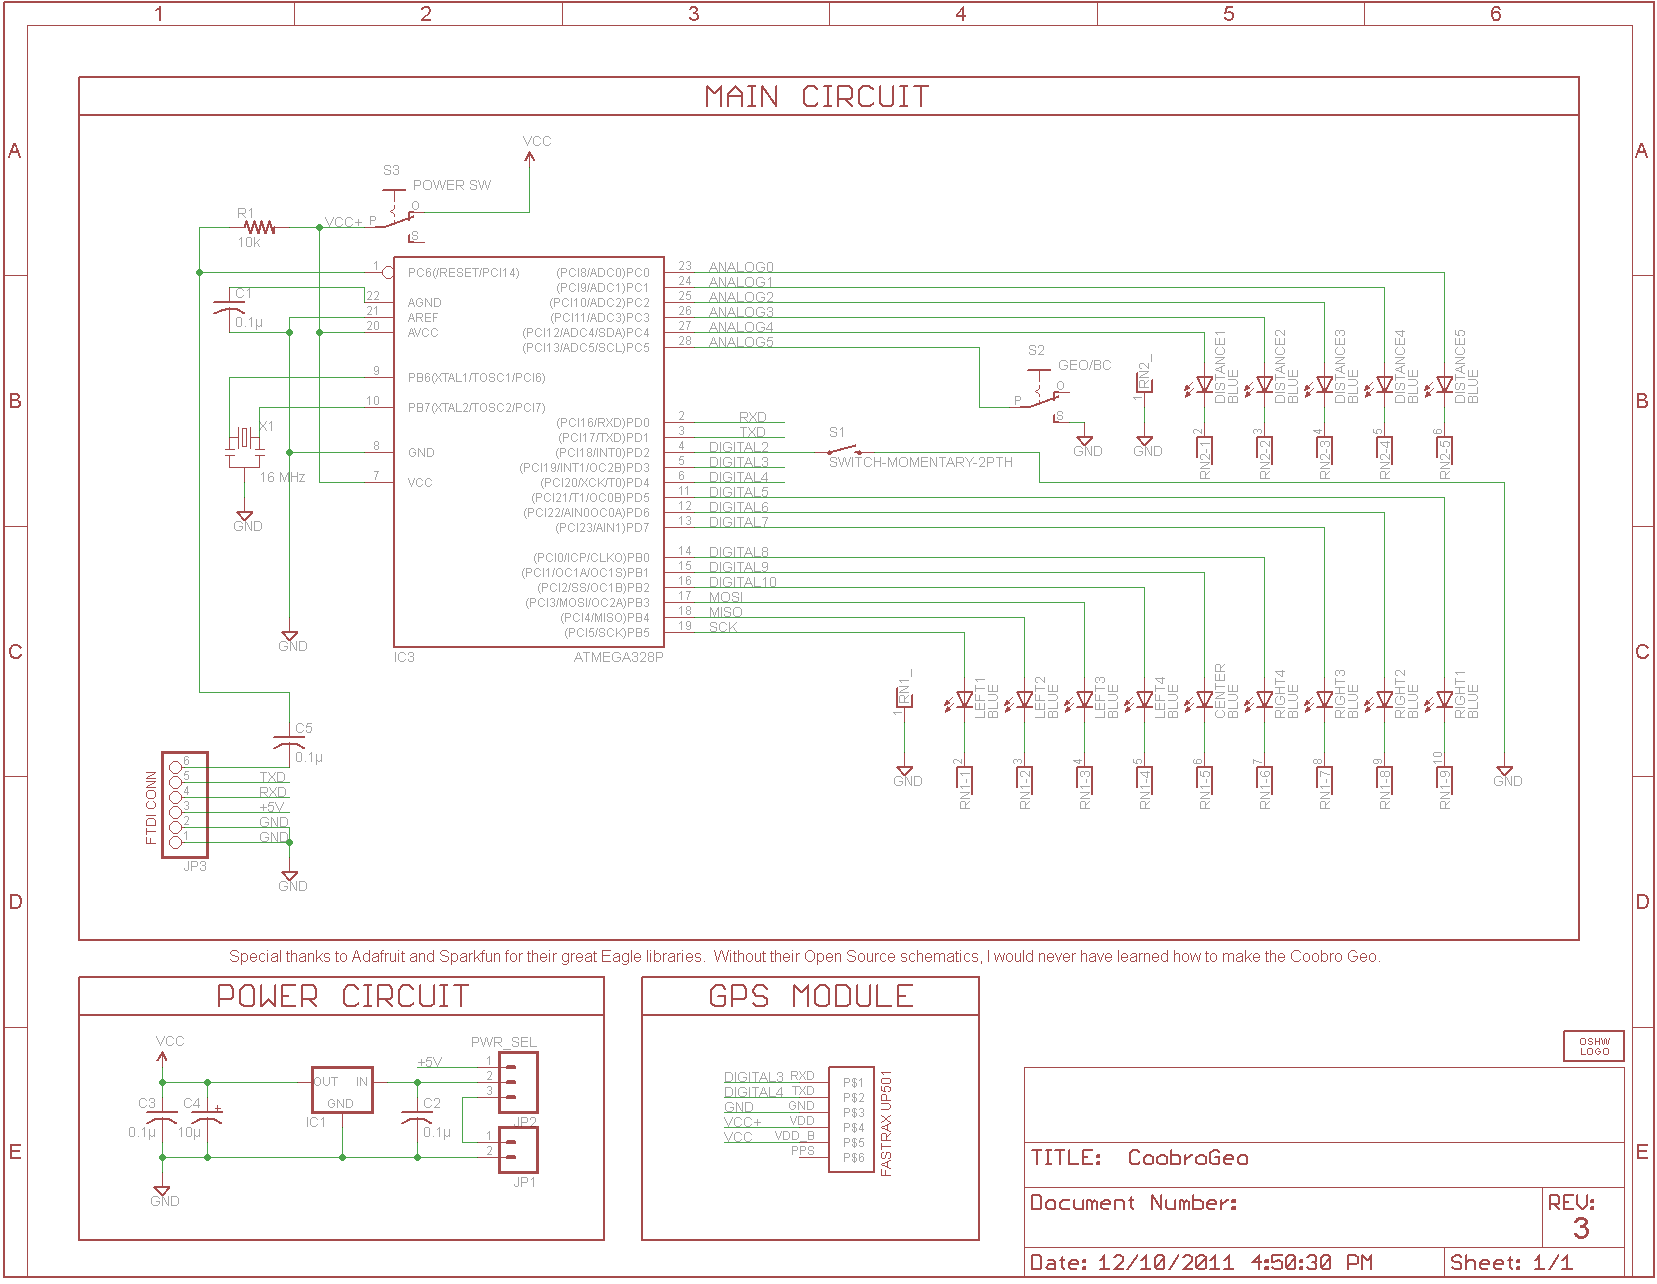 1 2 3 4 5 6
A A
B B
C C
D D
E E
MAIN CIRCUIT
VCC
S3
POWER SW
O
P
S
VCC+
R1
10k
1 PC6(/RESET/PCI14)
22 AGND
21 AREF
20 AVCC
9 PB6(XTAL1/TOSC1/PCI6)
10 PB7(XTAL2/TOSC2/PCI7)
8 GND
7 VCC
C1
0.1µ
X1
16 MHz
GND
GND
(PCI8/ADC0)PC0 23 ANALOG0
(PCI9/ADC1)PC1 24 ANALOG1
(PCI10/ADC2)PC2 25 ANALOG2
(PCI11/ADC3)PC3 26 ANALOG3
(PCI12/ADC4/SDA)PC4 27 ANALOG4
(PCI13/ADC5/SCL)PC5 28 ANALOG5
(PCI16/RXD)PD0 2 RXD
(PCI17/TXD)PD1 3 TXD
(PCI18/INT0)PD2 4 DIGITAL2
(PCI19/INT1/OC2B)PD3 5 DIGITAL3
(PCI20/XCK/T0)PD4 6 DIGITAL4
(PCI21/T1/OC0B)PD5 11 DIGITAL5
(PCI22/AIN0OC0A)PD6 12 DIGITAL6
(PCI23/AIN1)PD7 13 DIGITAL7
(PCI0/ICP/CLKO)PB0 14 DIGITAL8
(PCI1/OC1A/OC1S)PB1 15 DIGITAL9
(PCI2/SS/OC1B)PB2 16 DIGITAL10
(PCI3/MOSI/OC2A)PB3 17 MOSI
(PCI4/MISO)PB4 18 MISO
(PCI5/SCK)PB5 19 SCK
IC3 ATMEGA328P
S1
SWITCH-MOMENTARY-2PTH
S2
GEO/BC
O
P
S
GND
RN2_
1
GND
DISTANCE1
BLUE
DISTANCE2
BLUE
DISTANCE3
BLUE
DISTANCE4
BLUE
DISTANCE5
BLUE
2 3 4 5 6
RN2-1 RN2-2 RN2-3 RN2-4 RN2-5
RN1_
1
GND
LEFT1
BLUE
LEFT2
BLUE
LEFT3
BLUE
LEFT4
BLUE
CENTER
BLUE
RIGHT4
BLUE
RIGHT3
BLUE
RIGHT2
BLUE
RIGHT1
BLUE
2 3 4 5 6 7 8 9 10
RN1-1 RN1-2 RN1-3 RN1-4 RN1-5 RN1-6 RN1-7 RN1-8 RN1-9
GND
C5
0.1µ
FTDI CONN
6
5 TXD
4 RXD
3 +5V
2 GND
1 GND
JP3
GND
Special thanks to Adafruit and Sparkfun for their great Eagle libraries. Without their Open Source schematics, I would never have learned how to make the Coobro Geo.
POWER CIRCUIT
VCC
C3
0.1µ
C4
+
10µ
GND
OUT IN
GND
IC1
+5V
C2
0.1µ
PWR_SEL
1
2
3
JP2
1
2
JP1
GPS MODULE
DIGITAL3 RXD P$1
DIGITAL4 TXD P$2
GND GND P$3
VCC+ VDD P$4
VCC VDD_B P$5
PPS P$6
FASTRAX UP501
OSHW
LOGO
TITLE: CoobroGeo
Document Number:
REV:
3
Date: 12/10/2011 4:50:30 PM
Sheet: 1/1